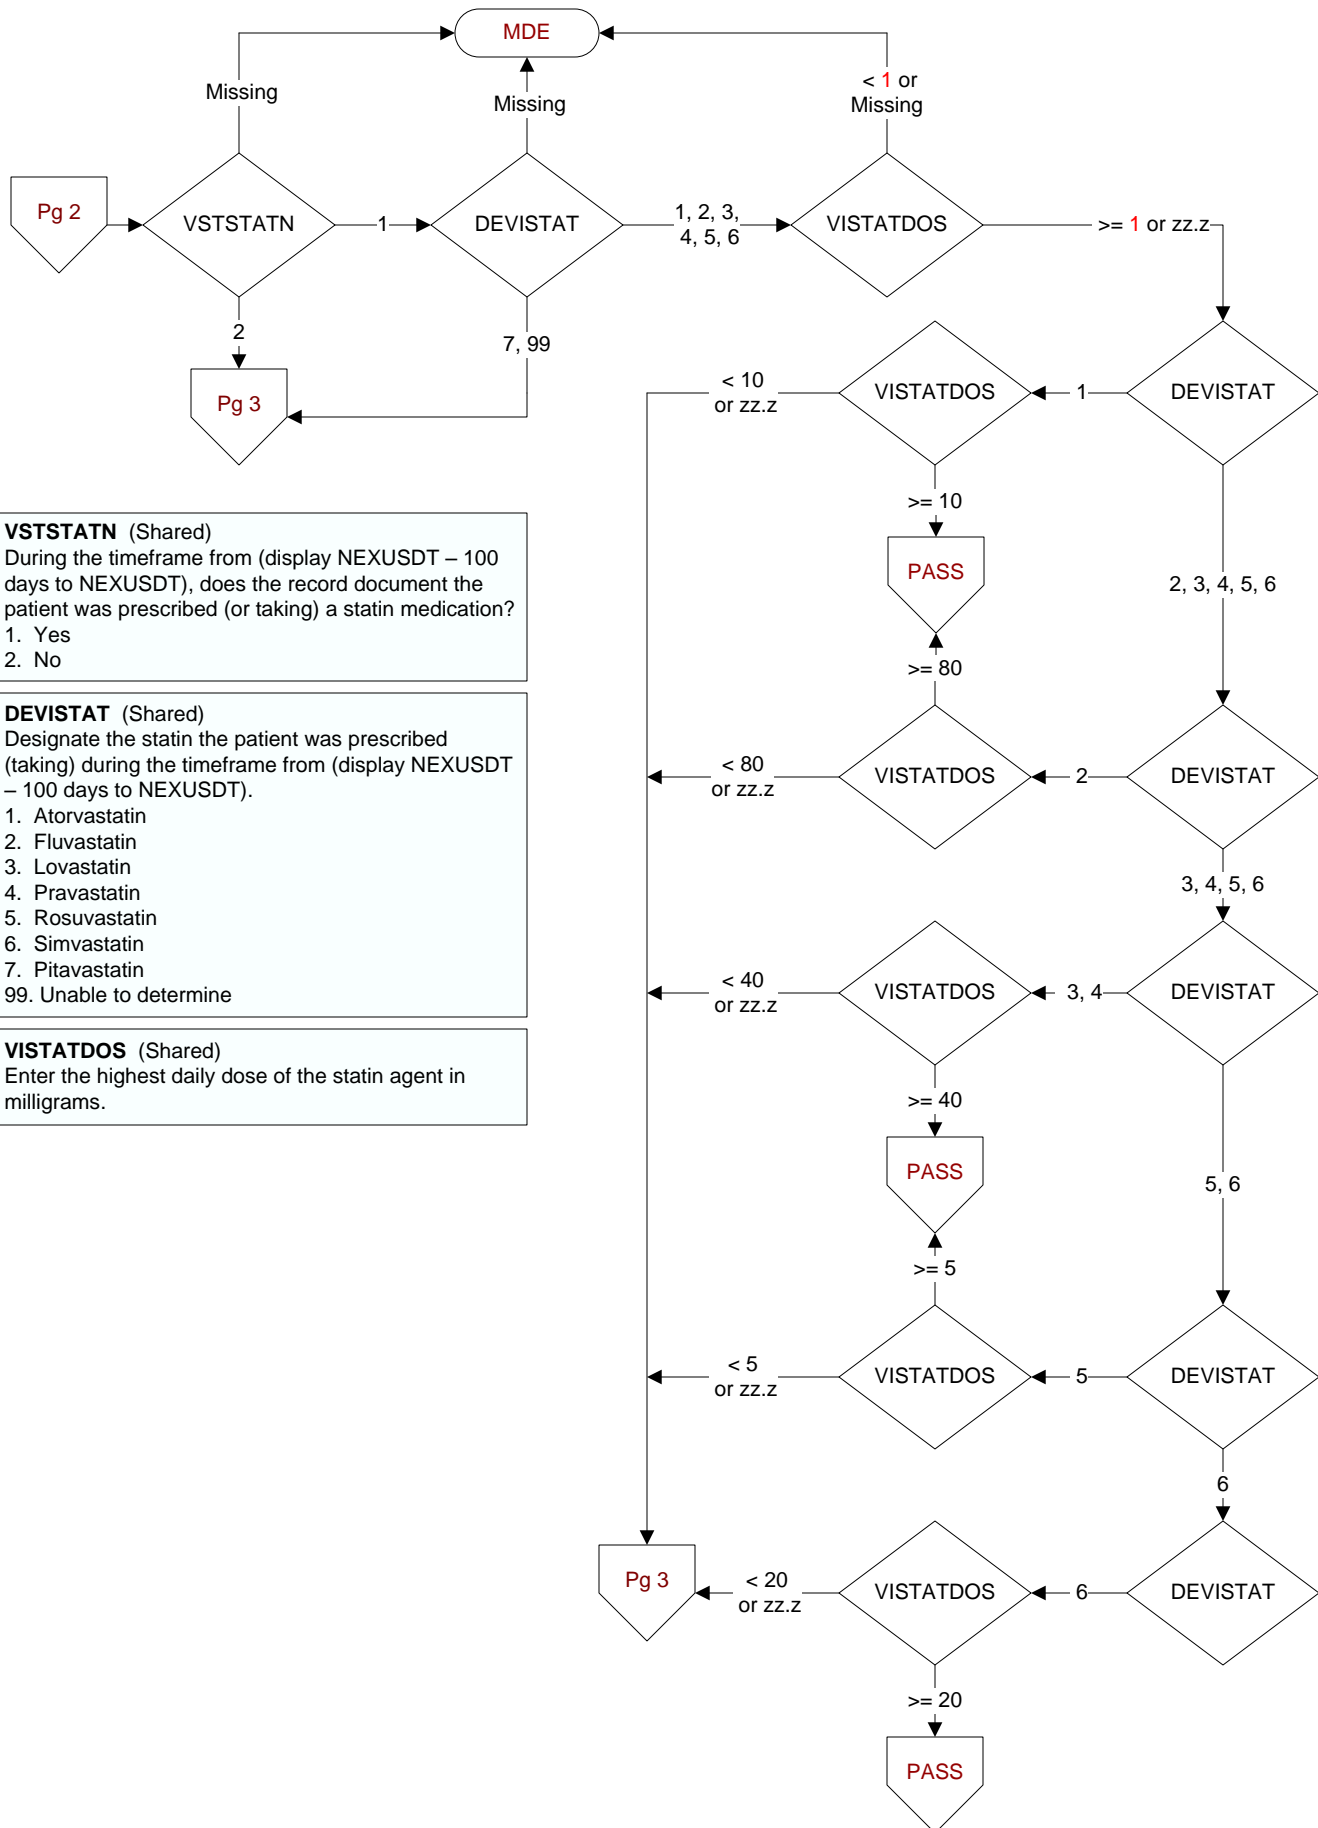 MDE
Missing
Missing
< 1 or
Missing
Pg 2
VSTSTATN
1
DEVISTAT
1, 2, 3,
4, 5, 6
VISTATDOS
>= 1 or zz.z
2
7, 99
Pg 3
< 10
or zz.z
VISTATDOS
1
DEVISTAT
>= 10
PASS
2, 3, 4, 5, 6
>= 80
< 80
or zz.z
VISTATDOS
2
DEVISTAT
3, 4, 5, 6
< 40
or zz.z
VISTATDOS
3, 4
DEVISTAT
>= 40
PASS
5, 6
>= 5
< 5
or zz.z
VISTATDOS
5
DEVISTAT
6
Pg 3
< 20
or zz.z
VISTATDOS
6
DEVISTAT
>= 20
PASS
VSTSTATN (Shared)
During the timeframe from (display NEXUSDT – 100
days to NEXUSDT), does the record document the
patient was prescribed (or taking) a statin medication?
1. Yes
2. No
DEVISTAT (Shared)
Designate the statin the patient was prescribed
(taking) during the timeframe from (display NEXUSDT
– 100 days to NEXUSDT).
1. Atorvastatin
2. Fluvastatin
3. Lovastatin
4. Pravastatin
5. Rosuvastatin
6. Simvastatin
7. Pitavastatin
99. Unable to determine
VISTATDOS (Shared)
Enter the highest daily dose of the statin agent in
milligrams.